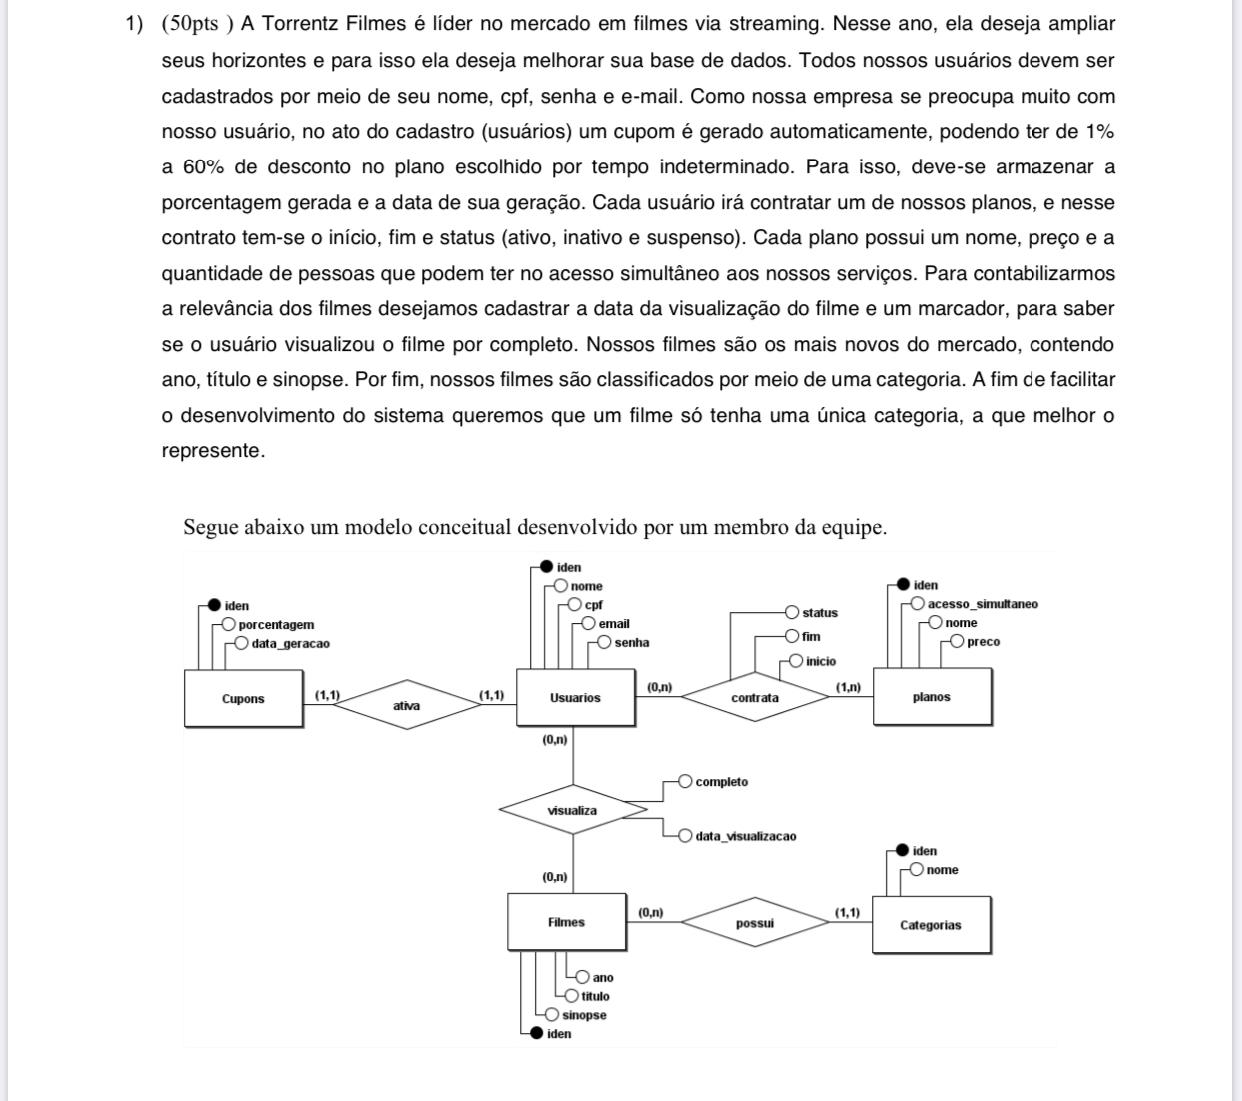 1) (50pts ) A Torrentz Filmes é líder no mercado em filmes via streaming. Nesse ano, ela deseja ampliar
seus horizontes e para isso ela deseja melhorar sua base de dados. Todos nossos usuários devem ser
cadastrados por meio de seu nome, cpf, senha e e-mail. Como nossa empresa se preocupa muito com
nosso usuário, no ato do cadastro (usuários) um cupom é gerado automaticamente, podendo ter de 1%
a 60% de desconto no plano escolhido por tempo indeterminado. Para isso, deve-se armazenar a
porcentagem gerada e a data de sua geração. Cada usuário irá contratar um de nossos planos, e nesse
contrato tem-se o início, fim e status (ativo, inativo e suspenso). Cada plano possui um nome, preço e a
quantidade de pessoas que podem ter no acesso simultâneo aos nossos serviços. Para contabilizarmos
a relevância dos filmes desejamos cadastrar a data da visualização do filme e um marcador, para saber
se o usuário visualizou o filme por completo. Nossos filmes são os mais novos do mercado, contendo
ano, título e sinopse. Por fim, nossos filmes são classificados por meio de uma categoria. A fim de facilitar
o desenvolvimento do sistema queremos que um filme só tenha uma única categoria, a que melhor o
represente.
Segue abaixo um modelo conceitual desenvolvido por um membro da equipe.
iden
porcentagem
data_geracao
Cupons
(1,1)
ativa
(1,1)
iden
nome
cpf
email
senha
Usuarios
(0,n)
status
fim
inicio
contrata
(1,n)
iden
acesso_simultaneo
nome
preco
planos
(0,n)
visualiza
completo
data_visualizacao
(0,n)
Filmes
(0,n)
possui
(1,1)
iden
nome
Categorias
ano
titulo
sinopse
iden